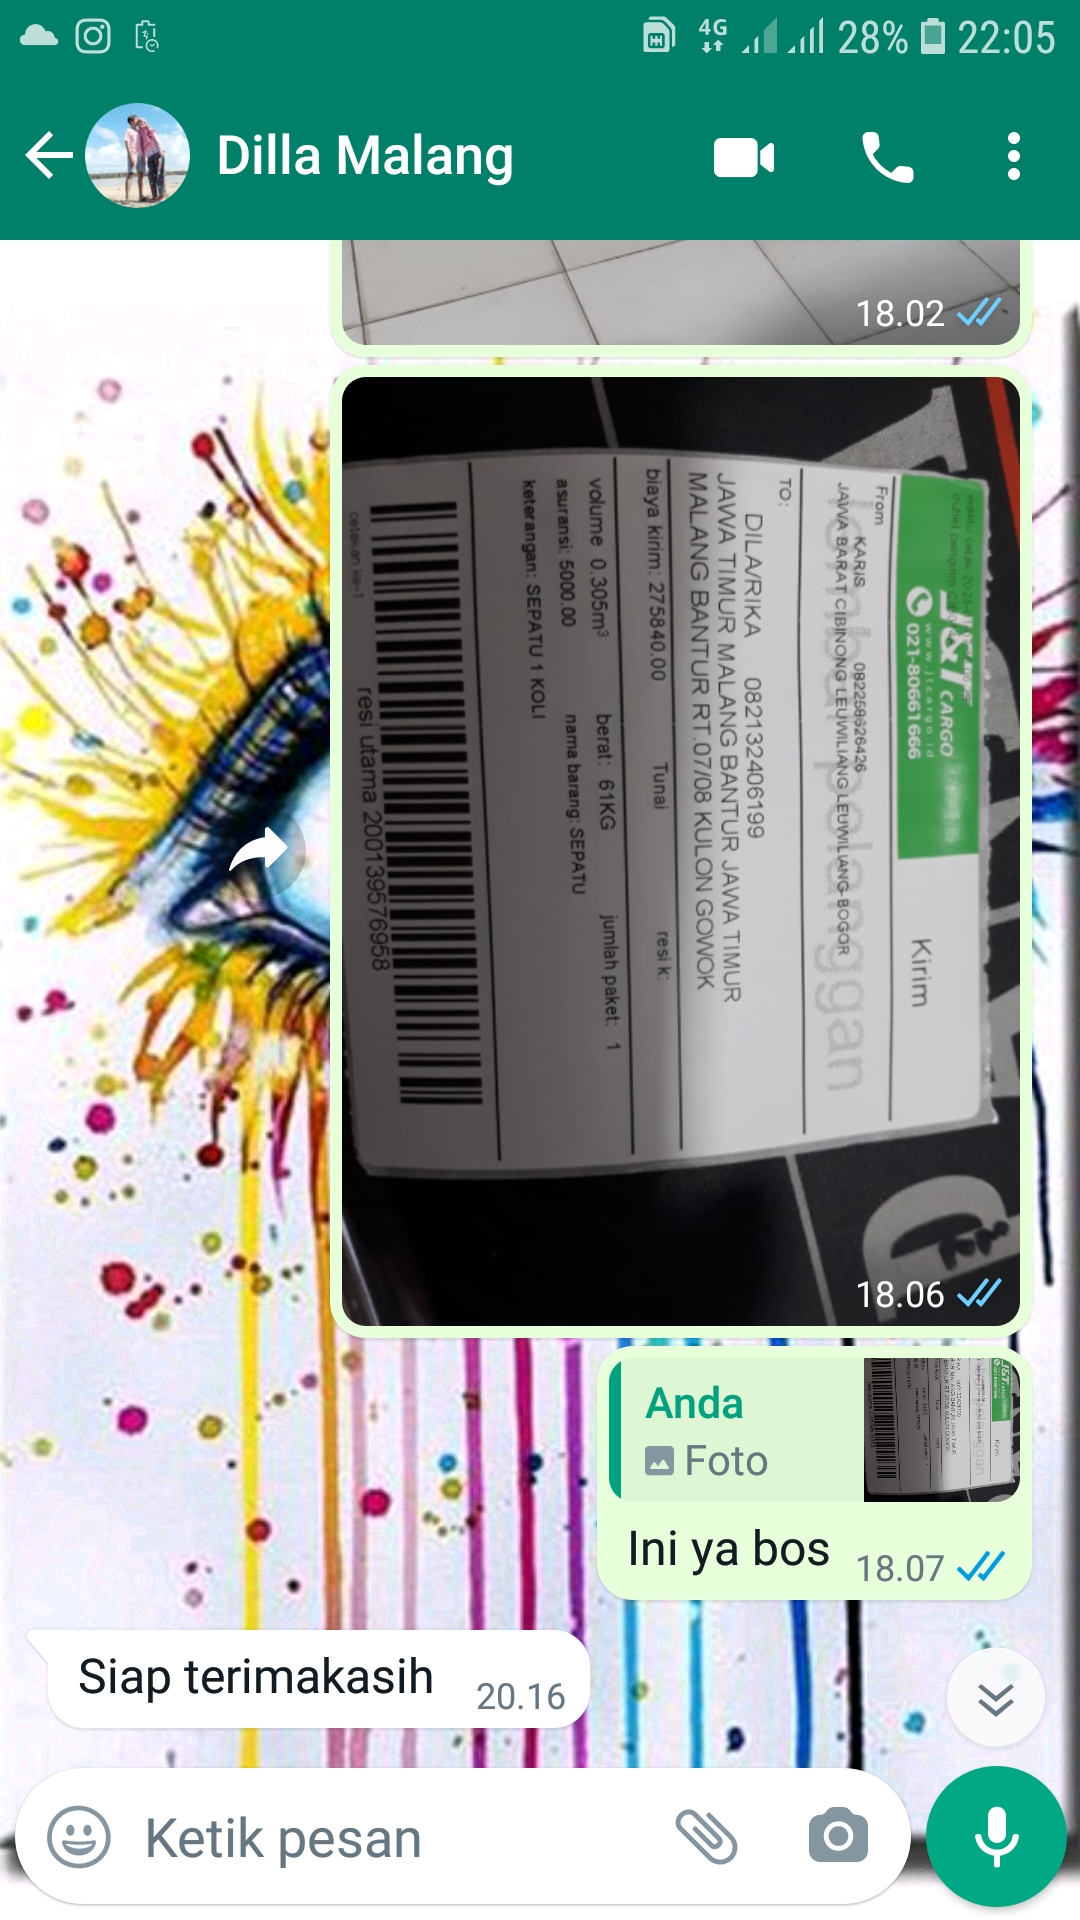 4G 28% 22:05
Dilla Malang
18.02
J&T CARGO
www.jtcargo.id
021-80661666
Kirim
From
KARIS 082258626426
JAWA BARAT CIBINONG LEUWILIANG LEUWILIANG-BOGOR
pelanggan
TO:
DILA/RIKA 082132406199
JAWA TIMUR MALANG BANTUR JAWA TIMUR
MALANG BANTUR RT.07/08 KULON GOWOK
biaya kirim: 275840.00 Tunai resi k:
volume 0.305m³ berat: 61KG jumlah paket: 1
asuransi: 5000.00 nama barang: SEPATU
keterangan: SEPATU 1 KOLI
resi utama 200139576958
cetakan ke-1
18.06
Anda
Foto
Ini ya bos 18.07
Siap terimakasih 20.16
Ketik pesan